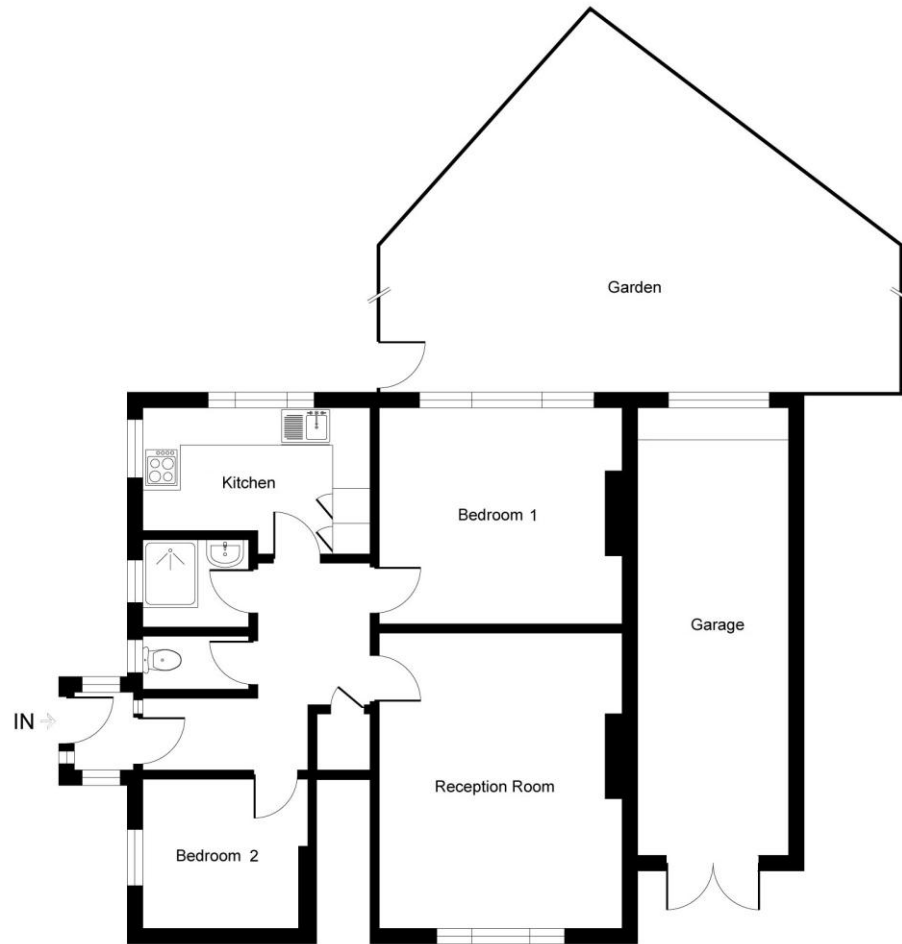 Garden
Kitchen
Bedroom 1
Garage
IN
Reception Room
Bedroom 2